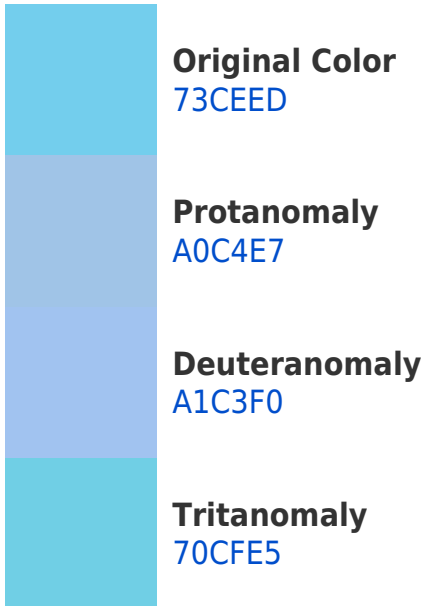 Original Color
73CEED
Protanomaly
A0C4E7
Deuteranomaly
A1C3F0
Tritanomaly
70CFE5